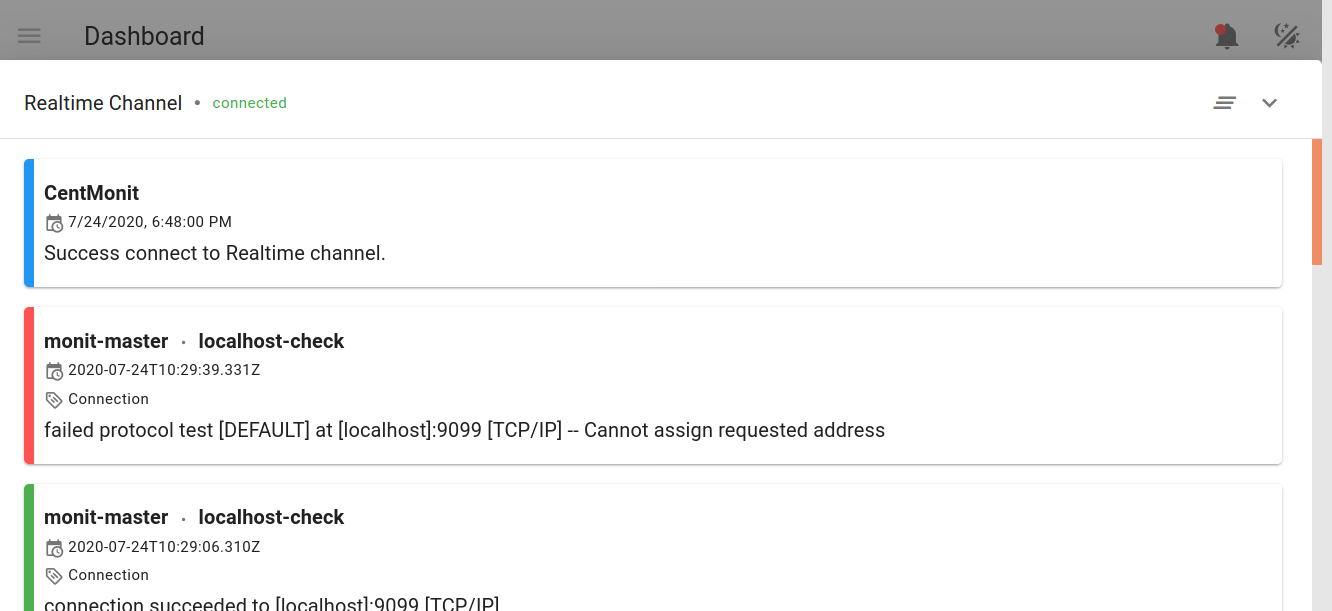 Dashboard
Realtime Channel • connected
CentMonit
7/24/2020, 6:48:00 PM
Success connect to Realtime channel.
monit-master · localhost-check
2020-07-24T10:29:39.331Z
Connection
failed protocol test [DEFAULT] at [localhost]:9099 [TCP/IP] -- Cannot assign requested address
monit-master · localhost-check
2020-07-24T10:29:06.310Z
Connection
connection succeeded to [localhost]:9099 [TCP/IP]